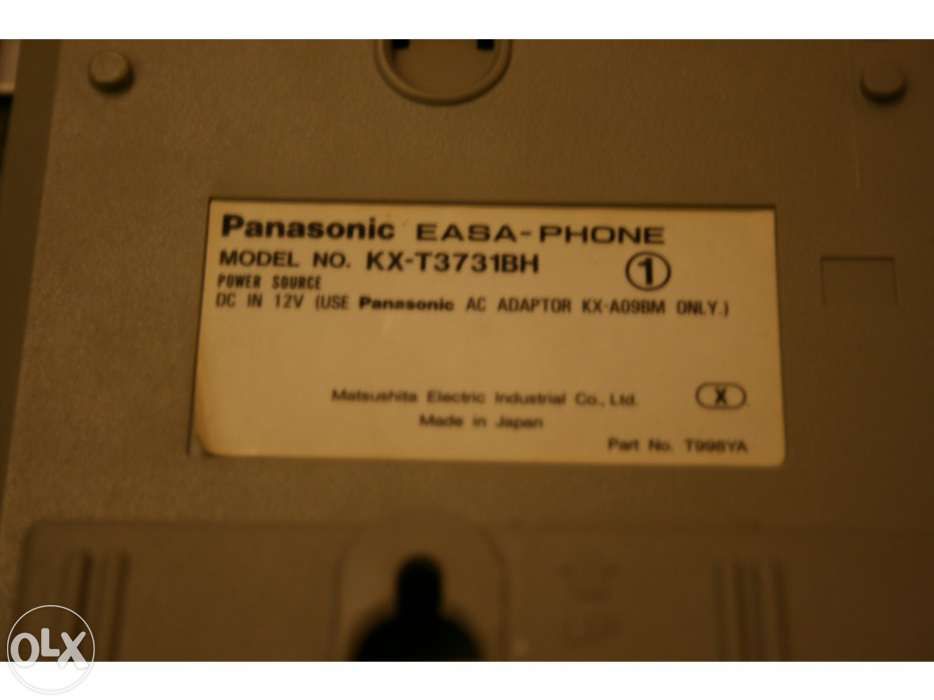 Panasonic EASA-PHONE
MODEL NO. KX-T3731BH 1
POWER SOURCE
DC IN 12V (USE Panasonic AC ADAPTOR KX-A09BM ONLY.)
Matsushita Electric Industrial Co., Ltd. X
Made in Japan
Part No. T998YA
OLX